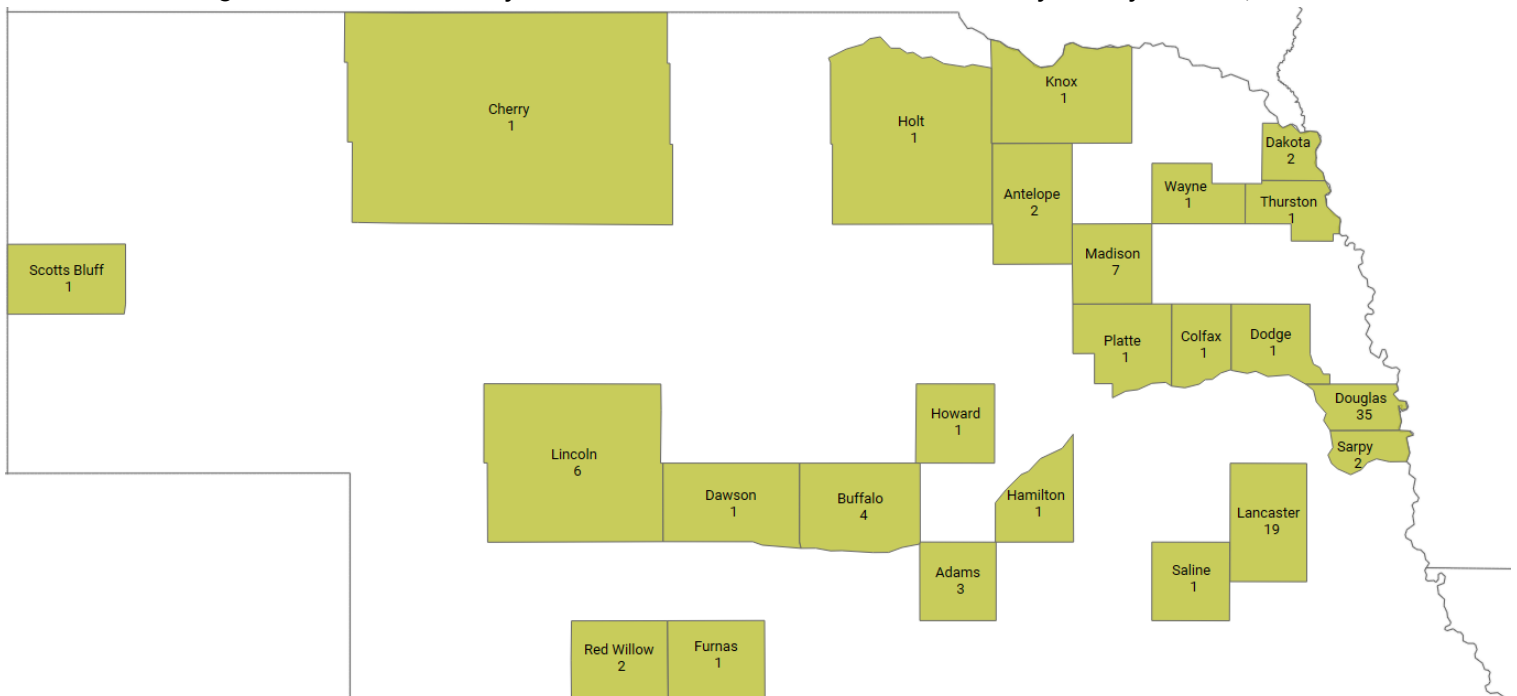 Cherry
1
Knox
1
Holt
1
Dakota
2
Antelope
2
Wayne
1
Thurston
1
Madison
7
Scotts Bluff
1
Platte
1
Colfax
1
Dodge
1
Douglas
35
Howard
1
Sarpy
2
Lincoln
6
Dawson
1
Buffalo
4
Hamilton
1
Lancaster
19
Adams
3
Saline
1
Red Willow
2
Furnas
1